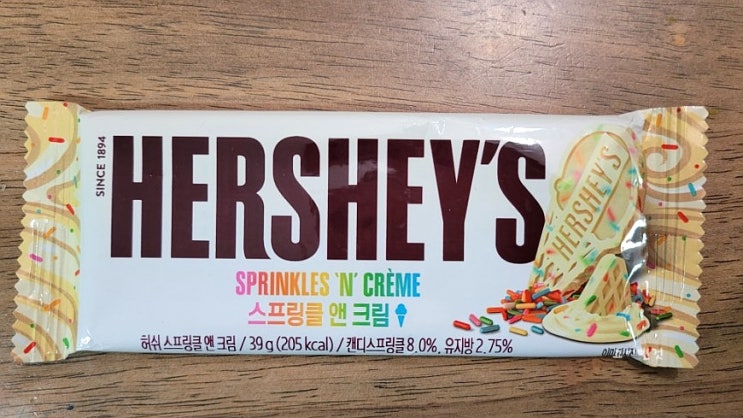 SINCE 1894
HERSHEY'S
HERSHEY'S
SPRINKLES 'N' CRÈME
스프링클 앤 크림
허쉬 스프링클 앤 크림 / 39 g (205 kcal) / 캔디스프링클 8.0%, 유지방 2.75%